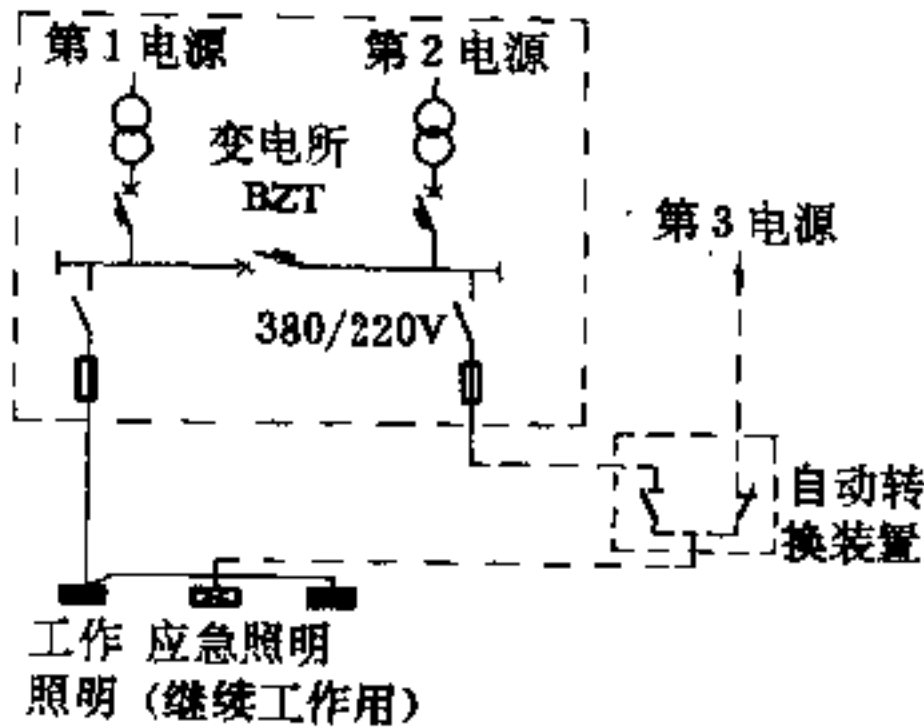 第1电源
第2电源
变电所
BZT
第3电源
380/220V
自动转
换装置
工作 应急照明
照明 (继续工作用)